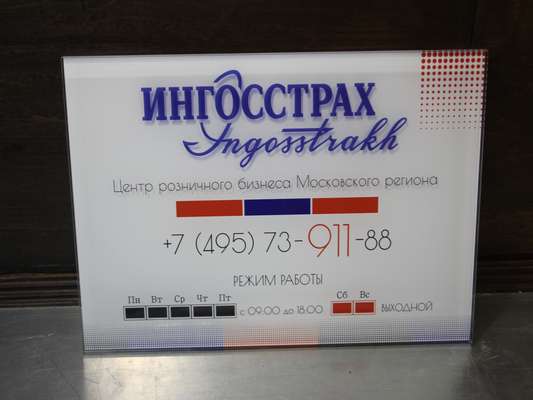 ИНГОССТРАХ
Ingosstrakh
Центр розничного бизнеса Московского региона
+7 (495) 73-911-88
РЕЖИМ РАБОТЫ
Пн Вт Ср Чт Пт с 09.00 до 18.00 Сб Вс ВЫХОДНОЙ